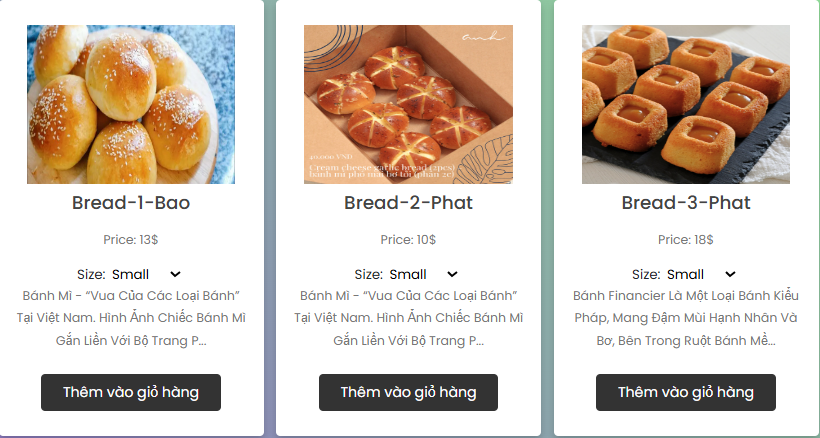 anh
40.000 VND
Cream cheese garlic bread (2pcs)
bánh mì phô mai bơ tỏi (phần 2c)
Bread-1-Bao
Price: 13$
Size: Small
Bánh Mì - “Vua Của Các Loại Bánh”
Tại Việt Nam. Hình Ảnh Chiếc Bánh Mì
Gắn Liền Với Bộ Trang P...
Thêm vào giỏ hàng
Bread-2-Phat
Price: 10$
Size: Small
Bánh Mì - “Vua Của Các Loại Bánh”
Tại Việt Nam. Hình Ảnh Chiếc Bánh Mì
Gắn Liền Với Bộ Trang P...
Thêm vào giỏ hàng
Bread-3-Phat
Price: 18$
Size: Small
Bánh Financier Là Một Loại Bánh Kiểu
Pháp, Mang Đậm Mùi Hạnh Nhân Và
Bơ, Bên Trong Ruột Bánh Mề...
Thêm vào giỏ hàng